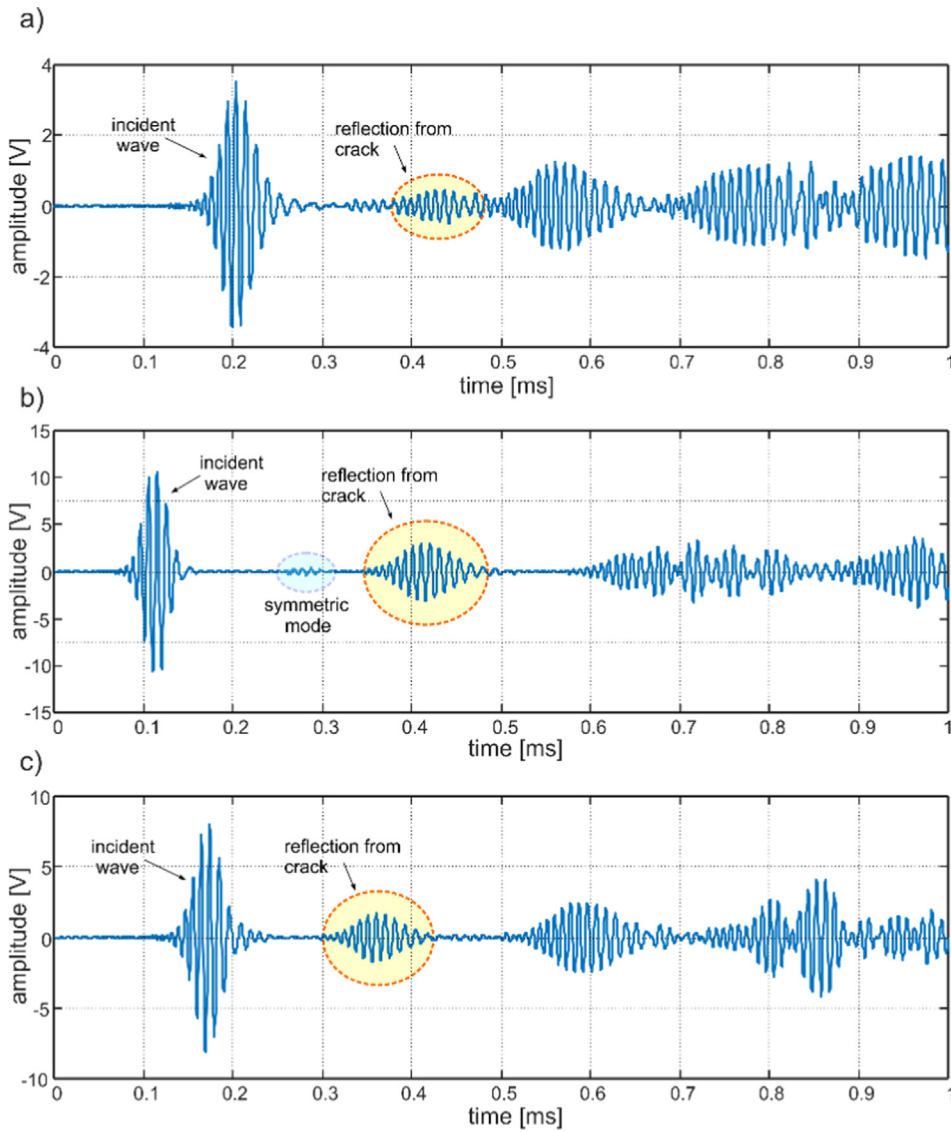 a)
4
2
0
-2
-4
amplitude [V]
incident
wave
reflection from
crack
0 0.1 0.2 0.3 0.4 0.5 0.6 0.7 0.8 0.9 1
time [ms]
b)
15
10
5
0
-5
-10
-15
amplitude [V]
incident
wave
symmetric
mode
reflection from
crack
0 0.1 0.2 0.3 0.4 0.5 0.6 0.7 0.8 0.9 1
time [ms]
c)
10
5
0
-5
-10
amplitude [V]
incident
wave
reflection from
crack
0 0.1 0.2 0.3 0.4 0.5 0.6 0.7 0.8 0.9 1
time [ms]